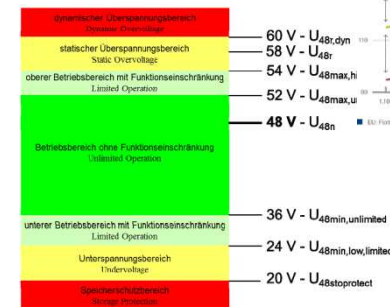 dynamischer Überspannungsbereich
Dynamic Overvoltage
60 V - U48r,dyn
statischer Überspannungsbereich
Static Overvoltage
58 V - U48r
oberer Betriebsbereich mit Funktionseinschränkung
Limited Operation
54 V - U48max,hi
52 V - U48max,u
48 V - U48n
Betriebsbereich ohne Funktionseinschränkung
Unlimited Operation
36 V - U48min,unlimited
unterer Betriebsbereich mit Funktionseinschränkung
Limited Operation
24 V - U48min,low,limited
Unterspannungsbereich
Undervoltage
20 V - U48stoprotect
Speicherschutzbereich
Storage Protection